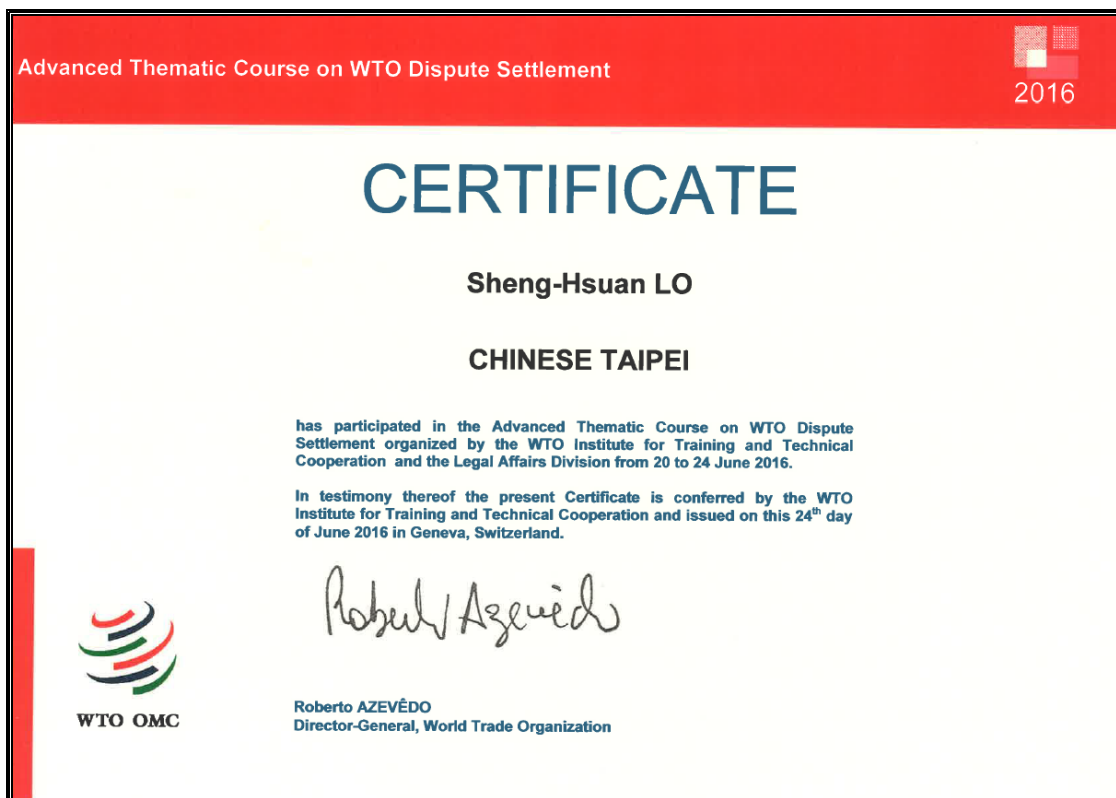 Advanced Thematic Course on WTO Dispute Settlement
2016
CERTIFICATE
Sheng-Hsuan LO
CHINESE TAIPEI
has participated in the Advanced Thematic Course on WTO Dispute
Settlement organized by the WTO Institute for Training and Technical
Cooperation and the Legal Affairs Division from 20 to 24 June 2016.
In testimony thereof the present Certificate is conferred by the WTO
Institute for Training and Technical Cooperation and issued on this 24th day
of June 2016 in Geneva, Switzerland.
Roberto Azevêdo
WTO OMC
Roberto AZEVÊDO
Director-General, World Trade Organization